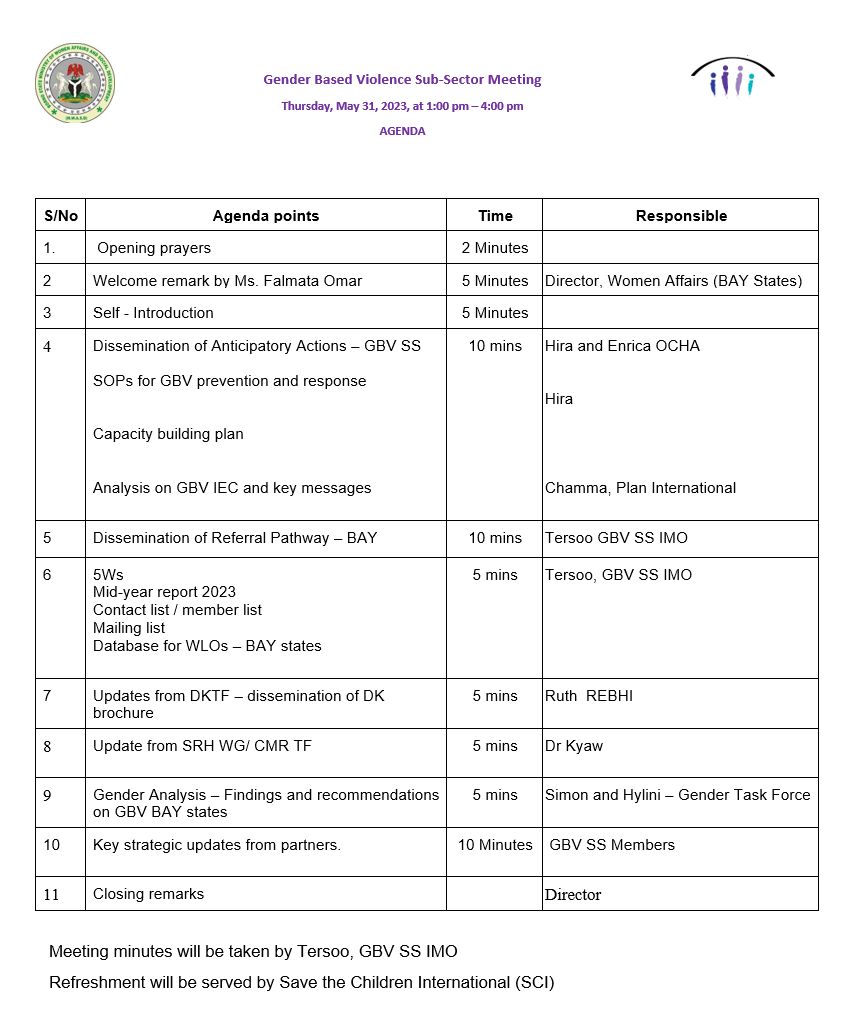 Gender Based Violence Sub-Sector Meeting
Thursday, May 31, 2023, at 1:00 pm – 4:00 pm
AGENDA
S/No Agenda points Time Responsible
1. Opening prayers 2 Minutes
2 Welcome remark by Ms. Falmata Omar 5 Minutes Director, Women Affairs (BAY States)
3 Self - Introduction 5 Minutes
4 Dissemination of Anticipatory Actions – GBV SS 10 mins Hira and Enrica OCHA
SOPs for GBV prevention and response
Hira
Capacity building plan
Analysis on GBV IEC and key messages Chamma, Plan International
5 Dissemination of Referral Pathway – BAY 10 mins Tersoo GBV SS IMO
6 5Ws 5 mins Tersoo, GBV SS IMO
Mid-year report 2023
Contact list / member list
Mailing list
Database for WLOs – BAY states
7 Updates from DKTF – dissemination of DK 5 mins Ruth REBHI
brochure
8 Update from SRH WG/ CMR TF 5 mins Dr Kyaw
9 Gender Analysis – Findings and recommendations 5 mins Simon and Hylini – Gender Task Force
on GBV BAY states
10 Key strategic updates from partners. 10 Minutes GBV SS Members
11 Closing remarks Director
Meeting minutes will be taken by Tersoo, GBV SS IMO
Refreshment will be served by Save the Children International (SCI)